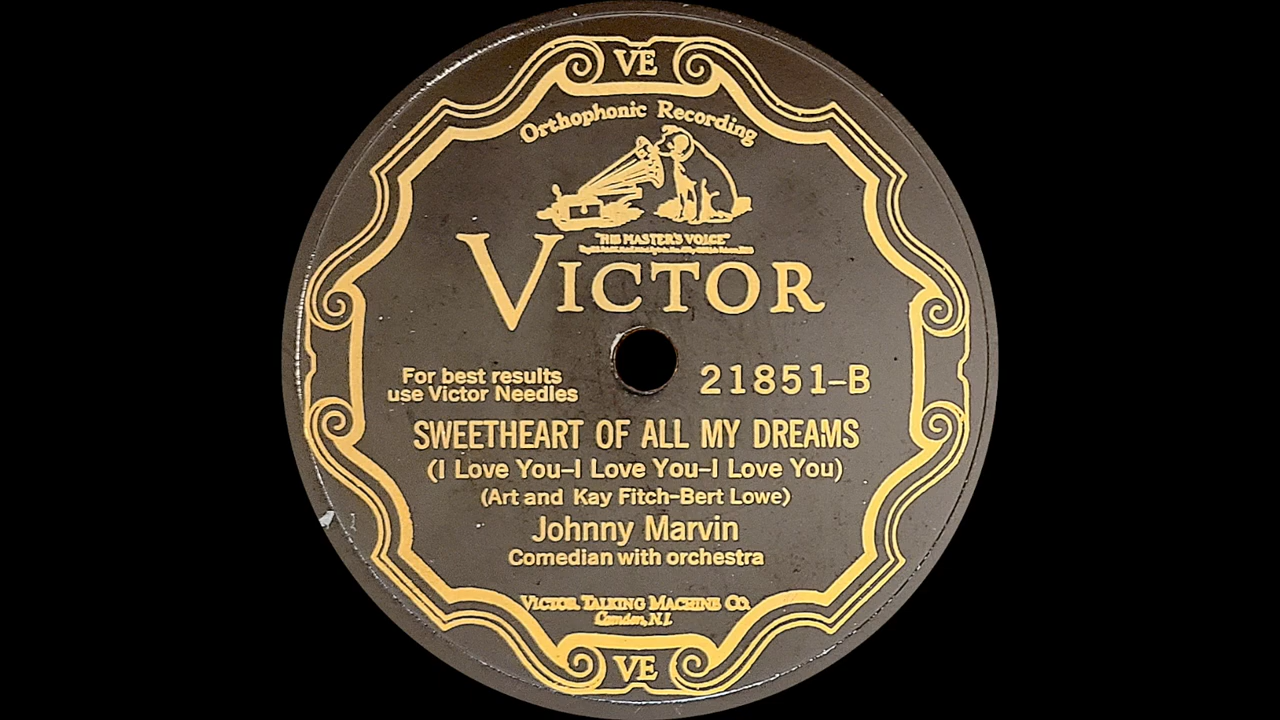 VE
Orthophonic Recording
"HIS MASTER'S VOICE"
VICTOR
For best results
use Victor Needles
21851-B
SWEETHEART OF ALL MY DREAMS
(I Love You-I Love You-I Love You)
(Art and Kay Fitch-Bert Lowe)
Johnny Marvin
Comedian with orchestra
VICTOR TALKING MACHINE CO.
Camden, N.J.
VE